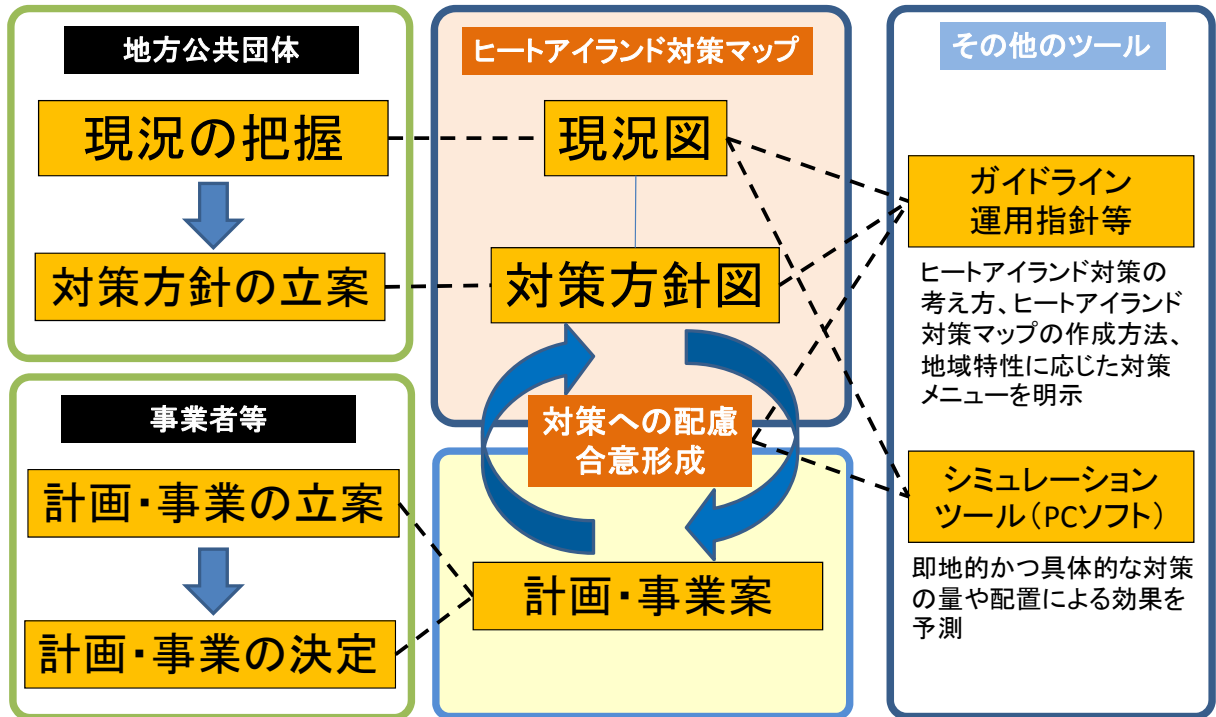 地方公共団体
現況の把握
対策方針の立案
事業者等
計画・事業の立案
計画・事業の決定
ヒートアイランド対策マップ
現況図
対策方針図
対策への配慮
合意形成
計画・事業案
その他のツール
ガイドライン
運用指針等
ヒートアイランド対策の
考え方、ヒートアイランド
対策マップの作成方法、
地域特性に応じた対策
メニューを明示
シミュレーション
ツール（PCソフト）
即地的かつ具体的な対策
の量や配置による効果を
予測